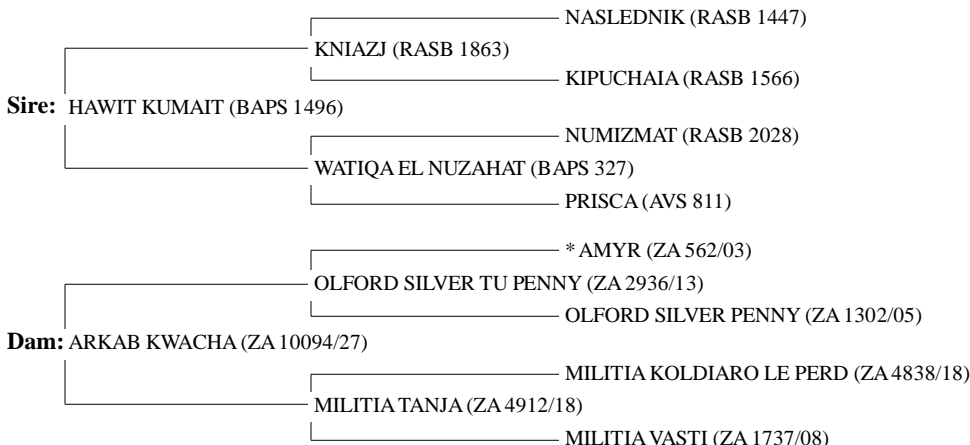 NASLEDNIK (RASB 1447)
KNIAZJ (RASB 1863)
KIPUCHAIA (RASB 1566)
Sire: HAWIT KUMAIT (BAPS 1496)
NUMIZMAT (RASB 2028)
WATIQA EL NUZAHAT (BAPS 327)
PRISCA (AVS 811)
* AMYR (ZA 562/03)
OLFORD SILVER TU PENNY (ZA 2936/13)
OLFORD SILVER PENNY (ZA 1302/05)
Dam: ARKAB KWACHA (ZA 10094/27)
MILITIA KOLDIARO LE PERD (ZA 4838/18)
MILITIA TANJA (ZA 4912/18)
MILITIA VASTI (ZA 1737/08)